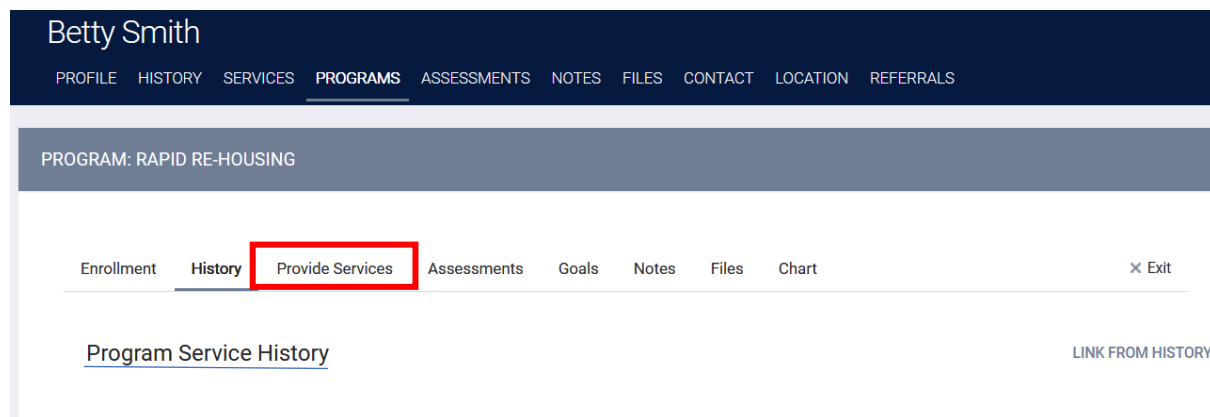 Betty Smith
PROFILE HISTORY SERVICES PROGRAMS ASSESSMENTS NOTES FILES CONTACT LOCATION REFERRALS
PROGRAM: RAPID RE-HOUSING
Enrollment History Provide Services Assessments Goals Notes Files Chart × Exit
Program Service History LINK FROM HISTORY